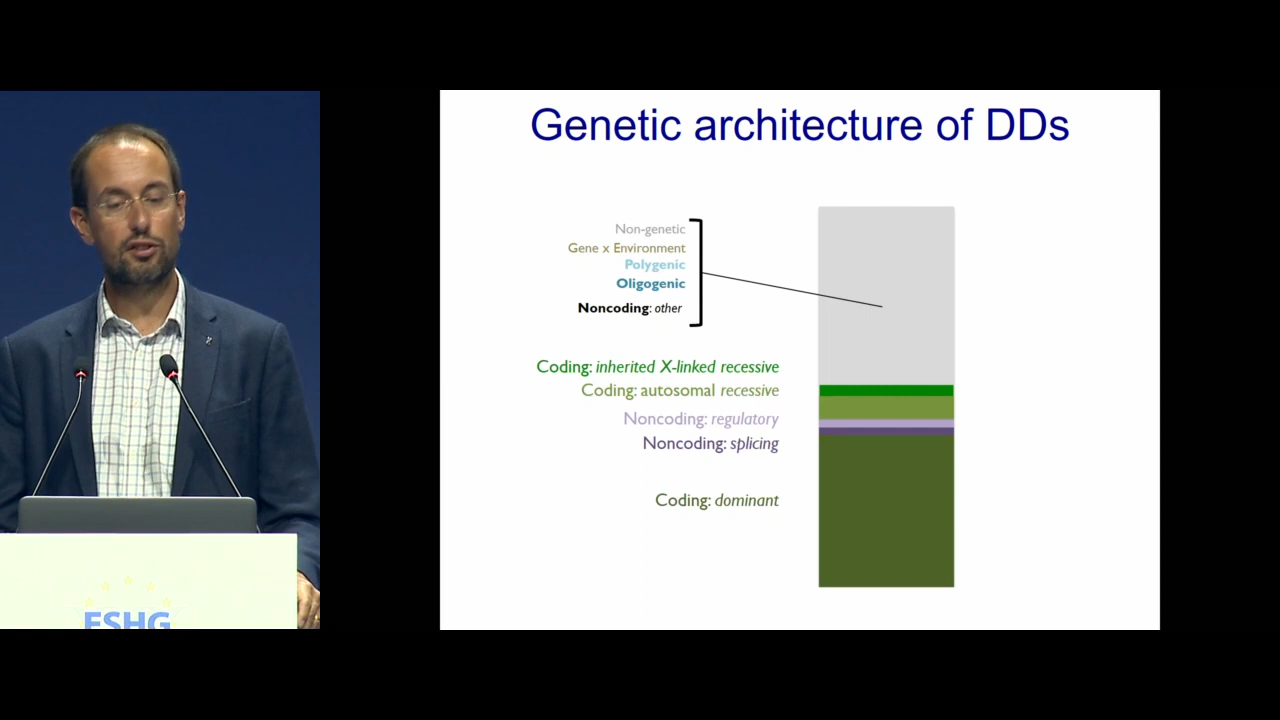 Genetic architecture of DDs
Non-genetic
Gene x Environment
Polygenic
Oligogenic
Noncoding: other
Coding: inherited X-linked recessive
Coding: autosomal recessive
Noncoding: regulatory
Noncoding: splicing
Coding: dominant
ESHG